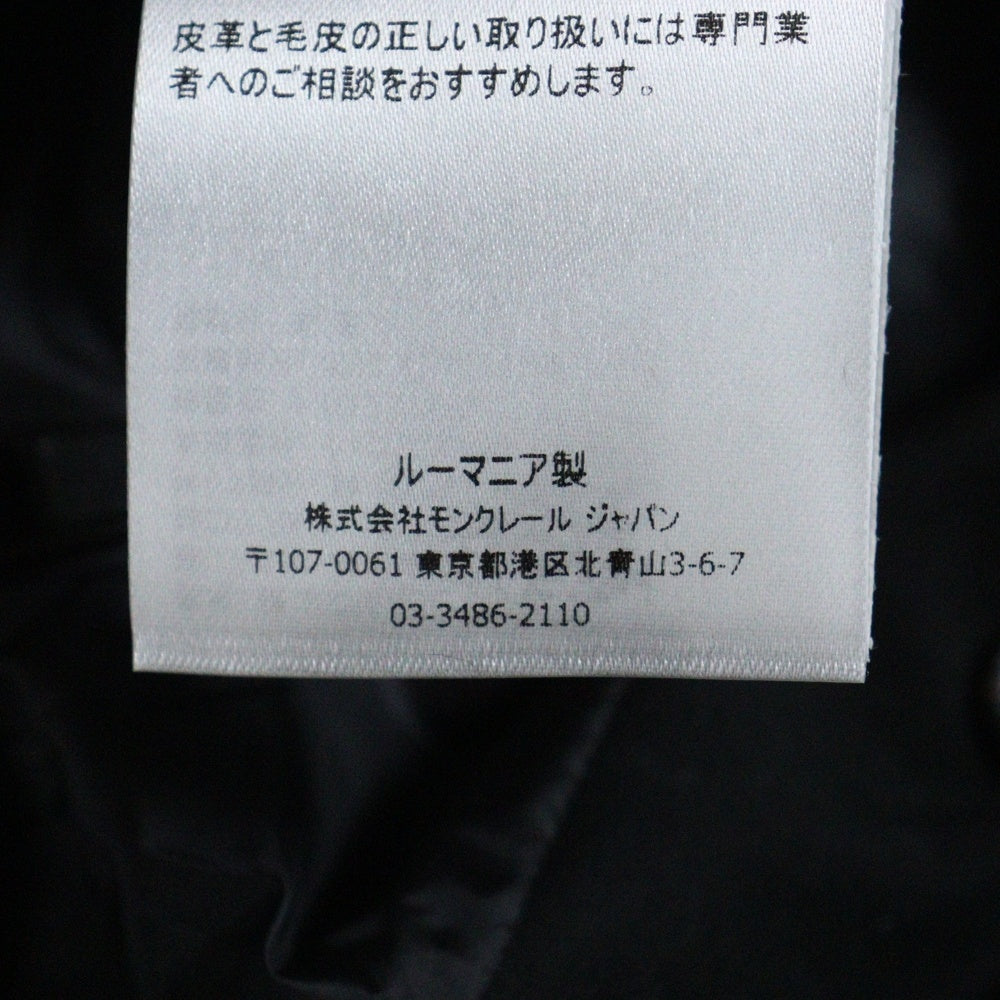 皮革と毛皮の正しい取り扱いには専門業
者へのご相談をおすすめします。
ルーマニア製
株式会社モンクレール ジャパン
〒107-0061 東京都港区北青山3-6-7
03-3486-2110